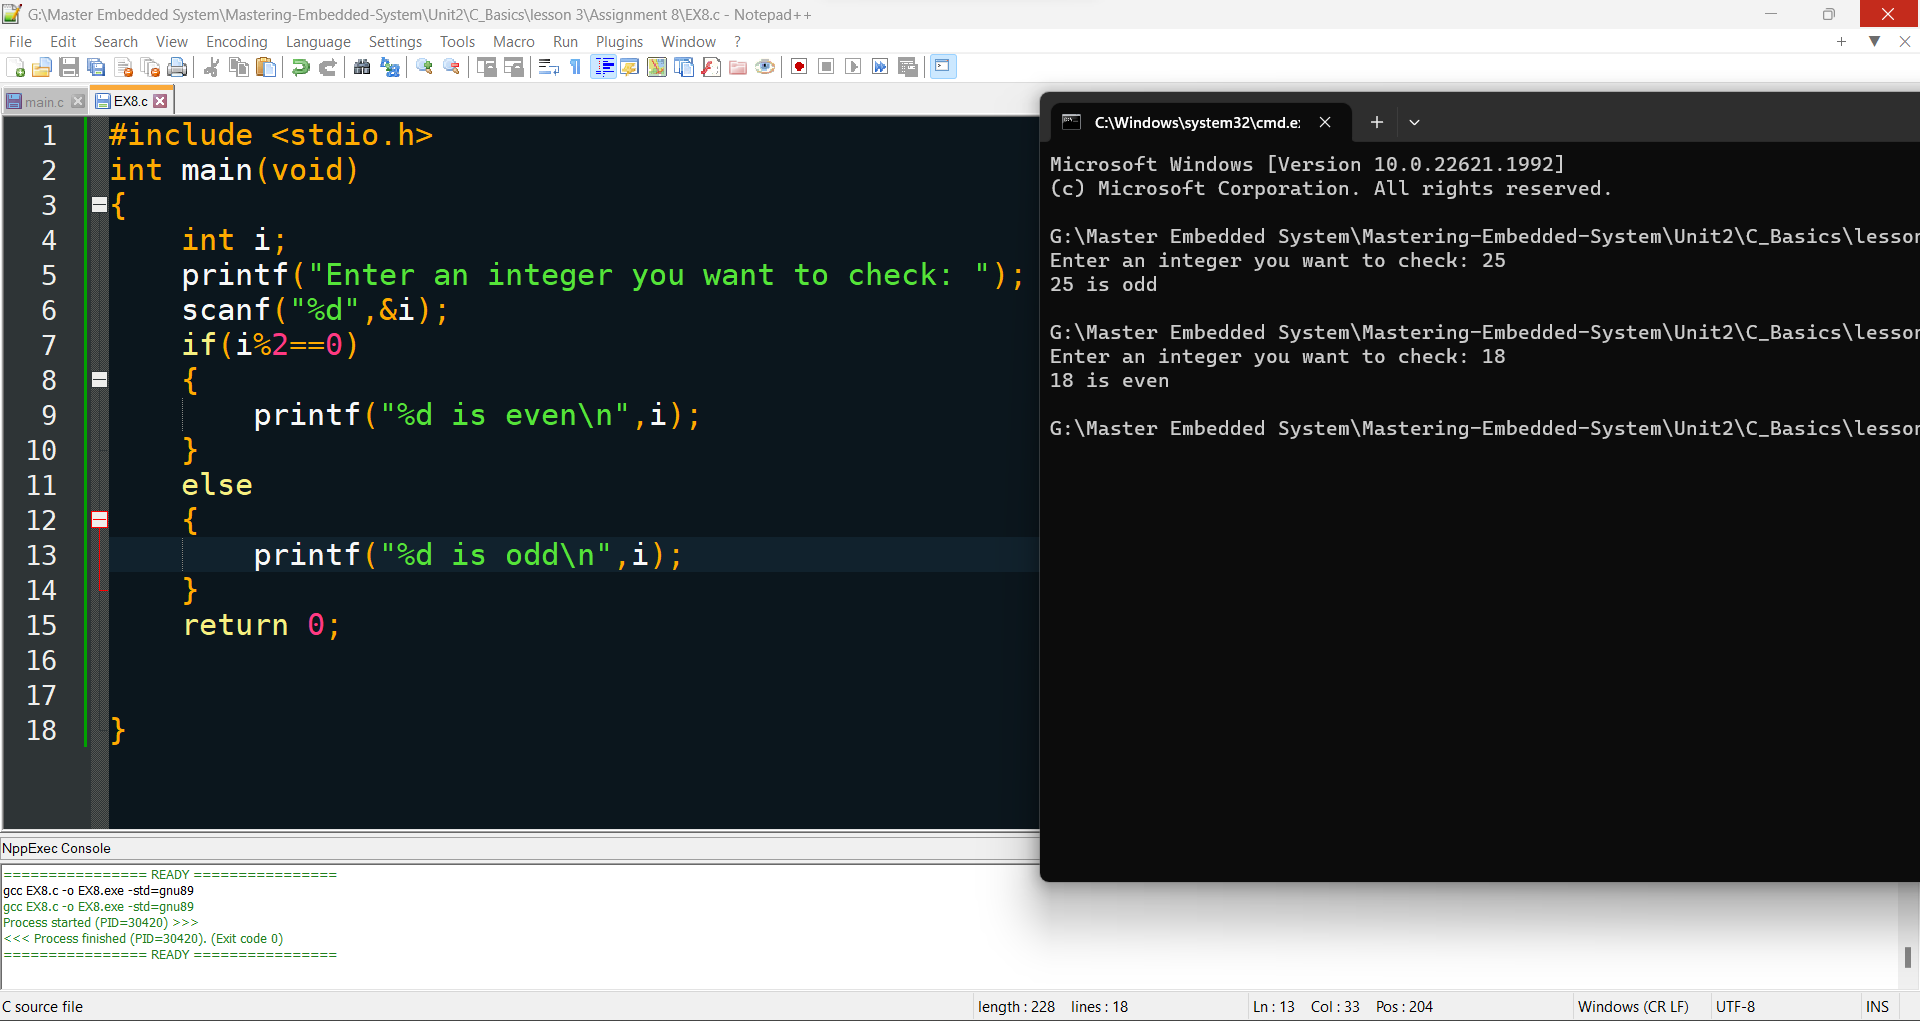 G:\Master Embedded System\Mastering-Embedded-System\Unit2\C_Basics\lesson 3\Assignment 8\EX8.c - Notepad++
File Edit Search View Encoding Language Settings Tools Macro Run Plugins Window ?
main.c EX8.c
1 #include <stdio.h>
2 int main(void)
3 {
4 int i;
5 printf("Enter an integer you want to check: ");
6 scanf("%d",&i);
7 if(i%2==0)
8 {
9 printf("%d is even\n",i);
10 }
11 else
12 {
13 printf("%d is odd\n",i);
14 }
15 return 0;
16
17
18 }
C:\Windows\system32\cmd.e
Microsoft Windows [Version 10.0.22621.1992]
(c) Microsoft Corporation. All rights reserved.
G:\Master Embedded System\Mastering-Embedded-System\Unit2\C_Basics\lesson
Enter an integer you want to check: 25
25 is odd
G:\Master Embedded System\Mastering-Embedded-System\Unit2\C_Basics\lesson
Enter an integer you want to check: 18
18 is even
G:\Master Embedded System\Mastering-Embedded-System\Unit2\C_Basics\lesson
NppExec Console
================ READY ================
gcc EX8.c -o EX8.exe -std=gnu89
gcc EX8.c -o EX8.exe -std=gnu89
Process started (PID=30420) >>>
<<< Process finished (PID=30420). (Exit code 0)
================ READY ================
C source file length : 228 lines : 18 Ln : 13 Col : 33 Pos : 204 Windows (CR LF) UTF-8 INS